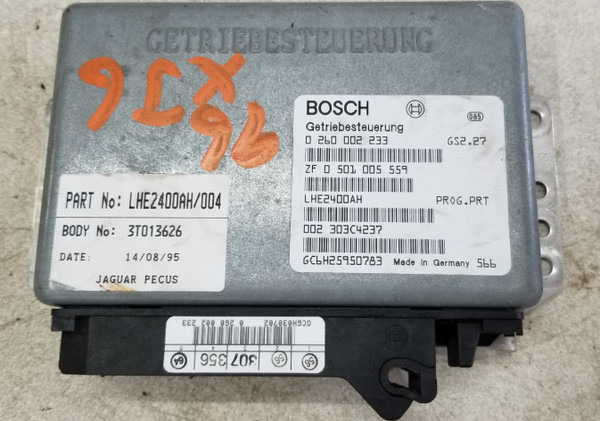 GETRIEBESTEUERUNG
96 XJ6
BOSCH
Getriebesteuerung
0 260 002 233 GS2.27
ZF 0 501 005 559
LHE2400AH PROG.PRT
002 303C4237
GC6H25950783 Made in Germany 566
PART No: LHE2400AH/004
BODY No: 3T013626
DATE: 14/08/95
JAGUAR PECUS
GC6H030702 0 260 002 233
307 356